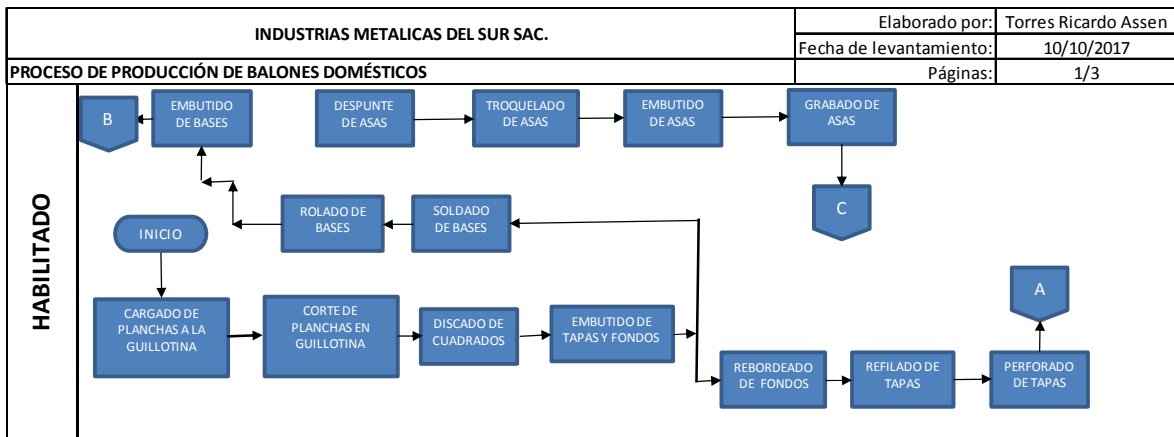 INDUSTRIAS METALICAS DEL SUR SAC.
Elaborado por: Torres Ricardo Assen
Fecha de levantamiento: 10/10/2017
PROCESO DE PRODUCCIÓN DE BALONES DOMÉSTICOS
Páginas: 1/3
HABILITADO
B
EMBUTIDO
DE BASES
DESPUNTE
DE ASAS
TROQUELADO
DE ASAS
EMBUTIDO
DE ASAS
GRABADO DE
ASAS
C
ROLADO DE
BASES
SOLDADO
DE BASES
INICIO
A
CARGADO DE
PLANCHAS A LA
GUILLOTINA
CORTE DE
PLANCHAS EN
GUILLOTINA
DISCADO DE
CUADRADOS
EMBUTIDO DE
TAPAS Y FONDOS
REBORDEADO
DE FONDOS
REFILADO DE
TAPAS
PERFORADO
DE TAPAS